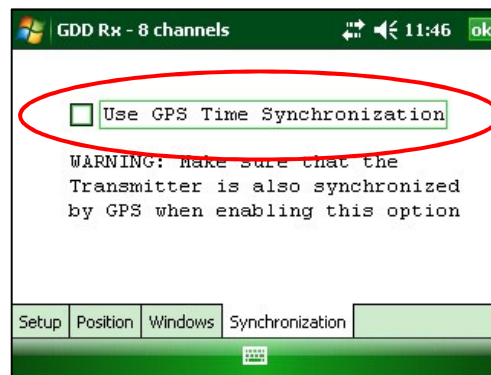 GDD Rx - 8 channels 11:46 ok
Use GPS Time Synchronization
WARNING: Make sure that the
Transmitter is also synchronized
by GPS when enabling this option
Setup Position Windows Synchronization